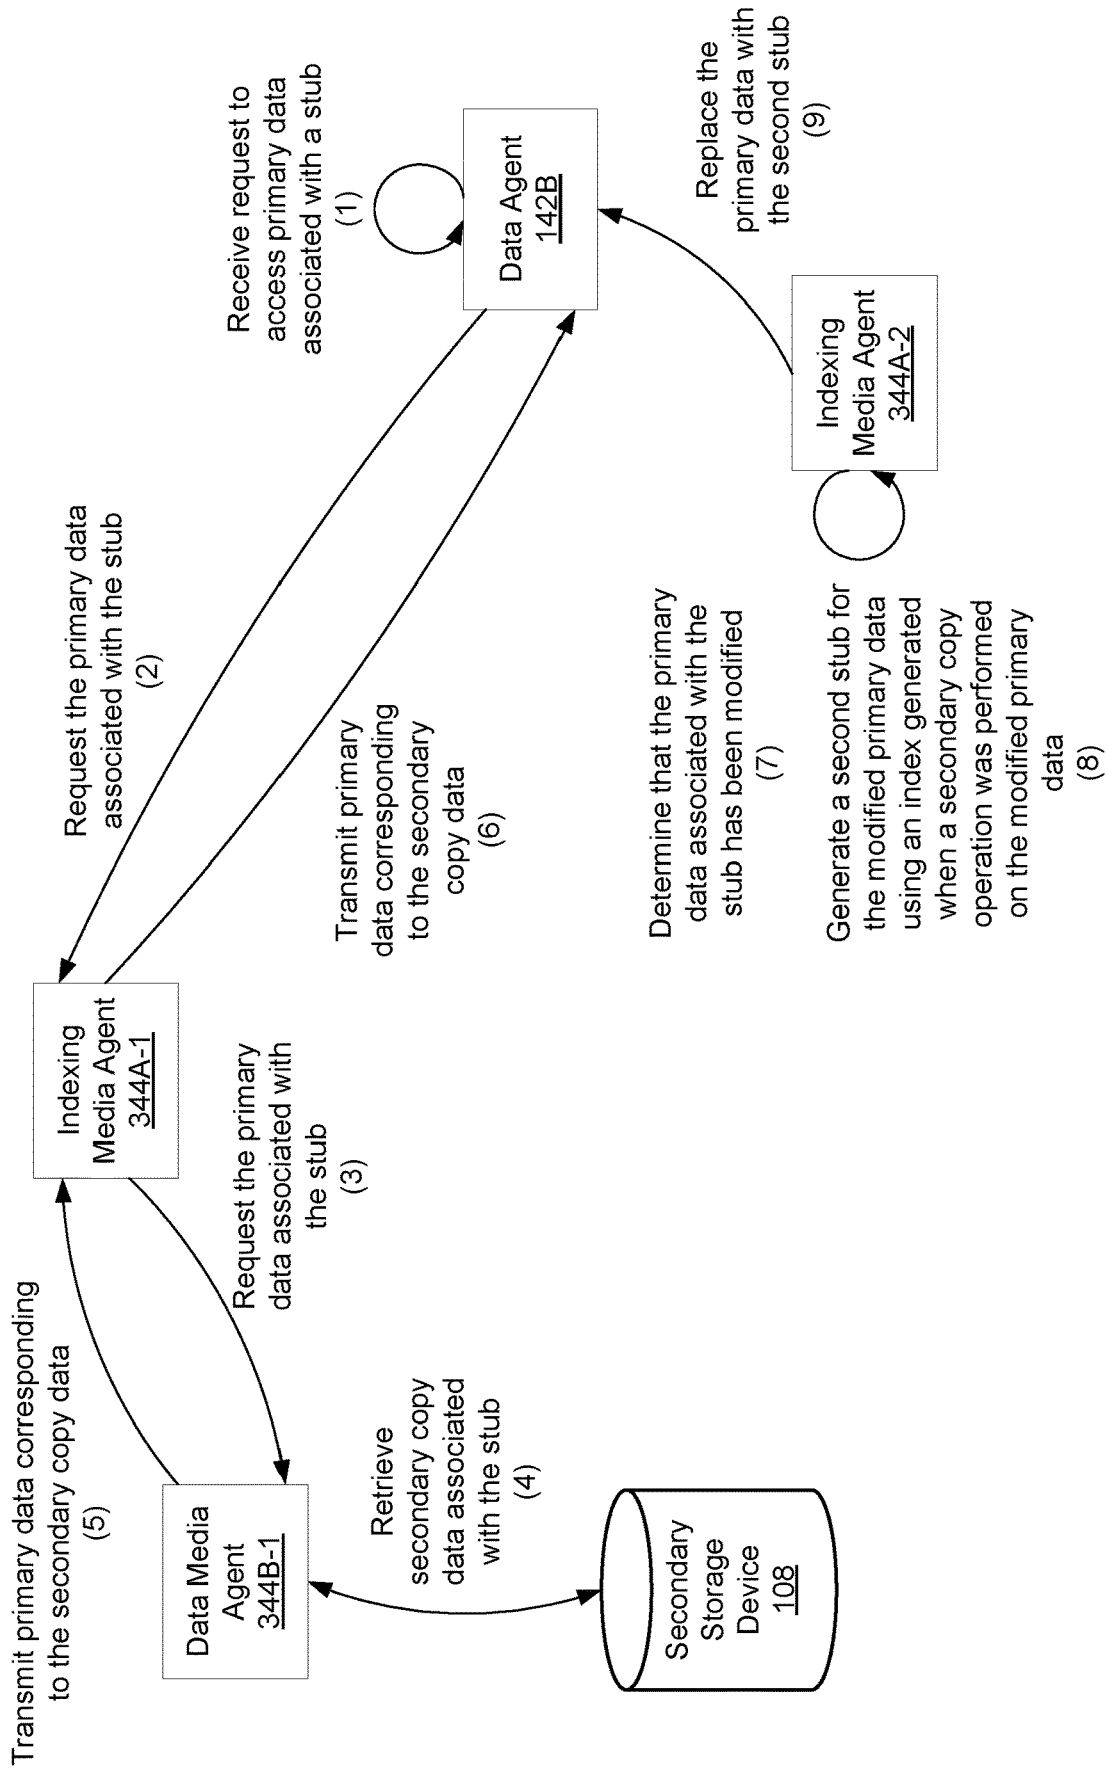 Transmit primary data corresponding
to the secondary copy data
(5)
Data Media
Agent
344B-1
Retrieve
secondary copy
data associated
with the stub
(4)
Secondary
Storage
Device
108
Indexing
Media Agent
344A-1
Request the primary
data associated with
the stub
(3)
Request the primary data
associated with the stub
(2)
Transmit primary
data corresponding
to the secondary
copy data
(6)
Receive request to
access primary data
associated with a stub
(1)
Data Agent
142B
Determine that the primary
data associated with the
stub has been modified
(7)
Generate a second stub for
the modified primary data
using an index generated
when a secondary copy
operation was performed
on the modified primary
data
(8)
Indexing
Media Agent
344A-2
Replace the
primary data with
the second stub
(9)